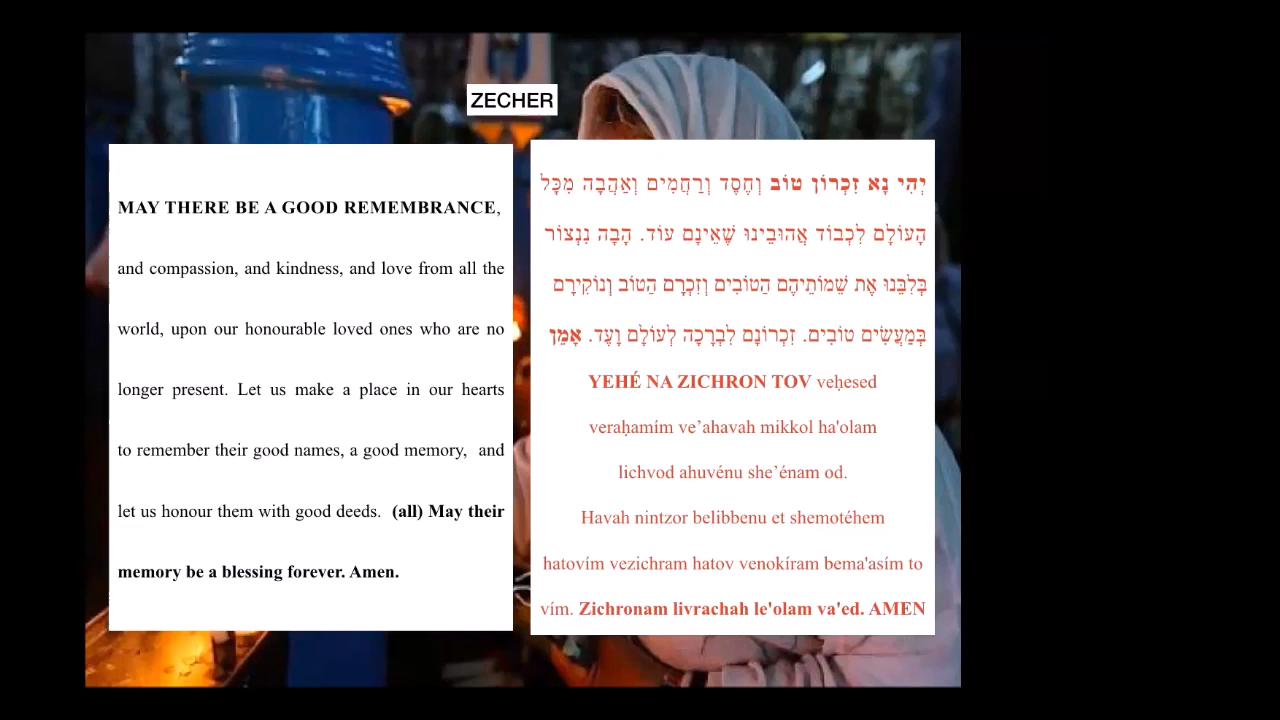 ZECHER
MAY THERE BE A GOOD REMEMBRANCE,
and compassion, and kindness, and love from all the
world, upon our honourable loved ones who are no
longer present. Let us make a place in our hearts
to remember their good names, a good memory, and
let us honour them with good deeds. (all) May their
memory be a blessing forever. Amen.
יְהִי נָא זִכְרוֹן טוֹב וְחֶסֶד וְרַחֲמִים וְאַהֲבָה מִכָּל
הָעוֹלָם לִכְבוֹד אֲהוּבֵינוּ שֶׁאֵינָם עוֹד. הָבָה נִנְצוֹר
בְּלִבֵּנוּ אֶת שֵׁמוֹתֵיהֶם הַטוֹבִים וְזִכְרָם הַטוֹב וְנוֹקִירָם
בְּמַעֲשִׂים טוֹבִים. זִכְרוֹנָם לִבְרָכָה לְעוֹלָם וָעֶד. אָמֵן
YEHÉ NA ZICHRON TOV veḥesed
veraḥamím ve’ahavah mikkol ha'olam
lichvod ahuvénu she’énam od.
Havah nintzor belibbenu et shemotéhem
hatovím vezichram hatov venokíram bema'asím to
vím. Zichronam livrachah le'olam va'ed. AMEN